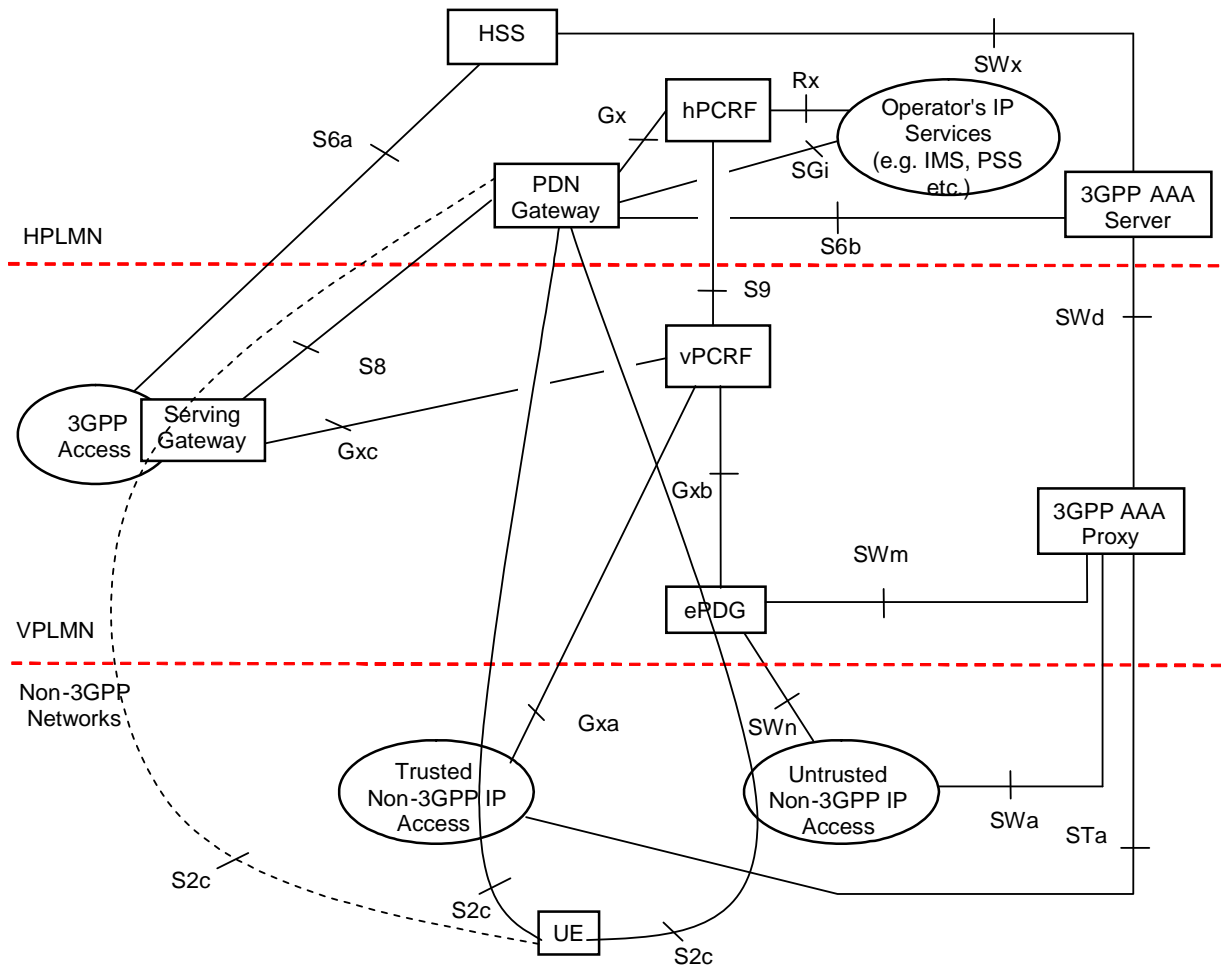 HSS
SWx
Rx
Gx
hPCRF
Operator's IP
Services
(e.g. IMS, PSS
etc.)
S6a
SGi
PDN
Gateway
3GPP AAA
Server
HPLMN
S6b
S9
SWd
vPCRF
S8
3GPP
Access
Serving
Gateway
Gxc
Gxb
3GPP AAA
Proxy
SWm
ePDG
VPLMN
Non-3GPP
Networks
Gxa
SWn
Trusted
Non-3GPP IP
Access
Untrusted
Non-3GPP IP
Access
SWa
STa
S2c
S2c
UE
S2c